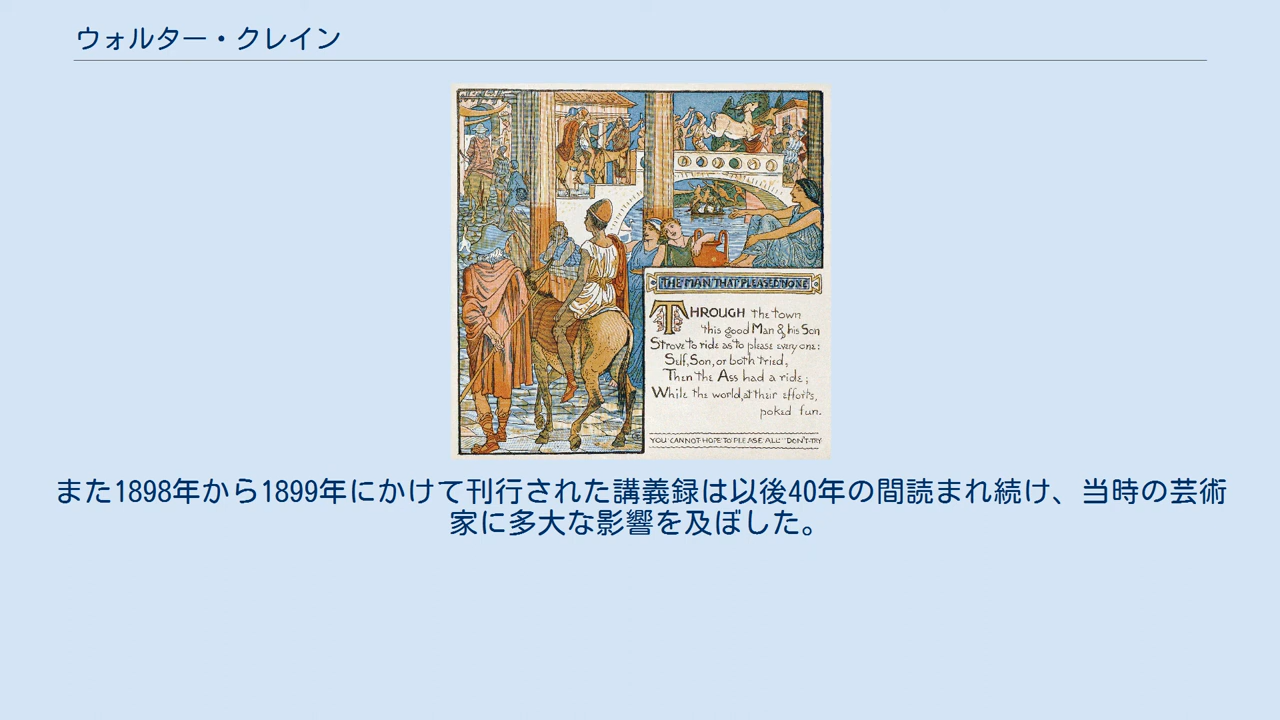 ウォルター・クレイン
THE MAN THAT PLEASED NONE
THROUGH the town
this good Man & his Son
Strove to ride as to please every one:
Self, Son, or both tried,
Then the Ass had a ride;
While the world, at their efforts,
poked fun.
YOU CANNOT HOPE TO PLEASE ALL DON'T TRY
また1898年から1899年にかけて刊行された講義録は以後40年の間読まれ続け、当時の芸術
家に多大な影響を及ぼした。